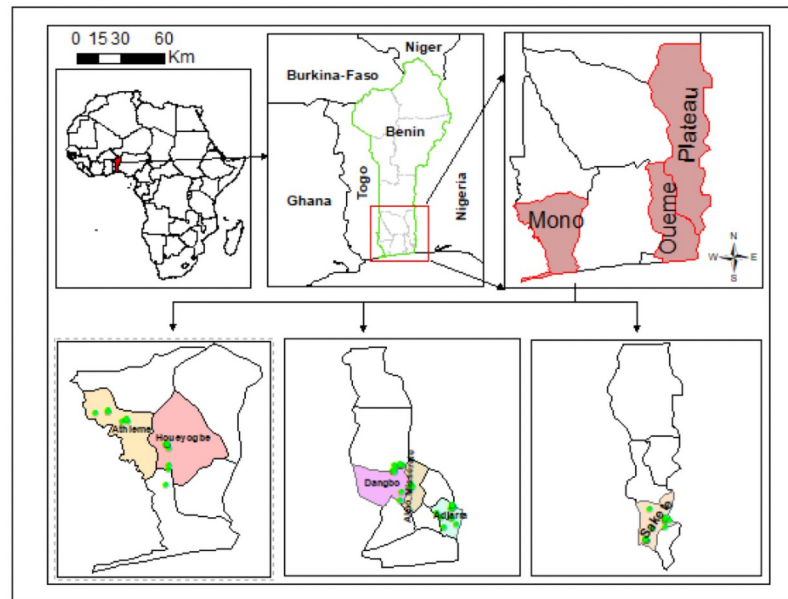 0 15 30 60
Km
Niger
Burkina-Faso
Benin
Togo
Ghana
Nigeria
Plateau
Oueme
Mono
N
W E
S
Athieme
Houeyogbe
Dangbo
Adjarra
Sakete